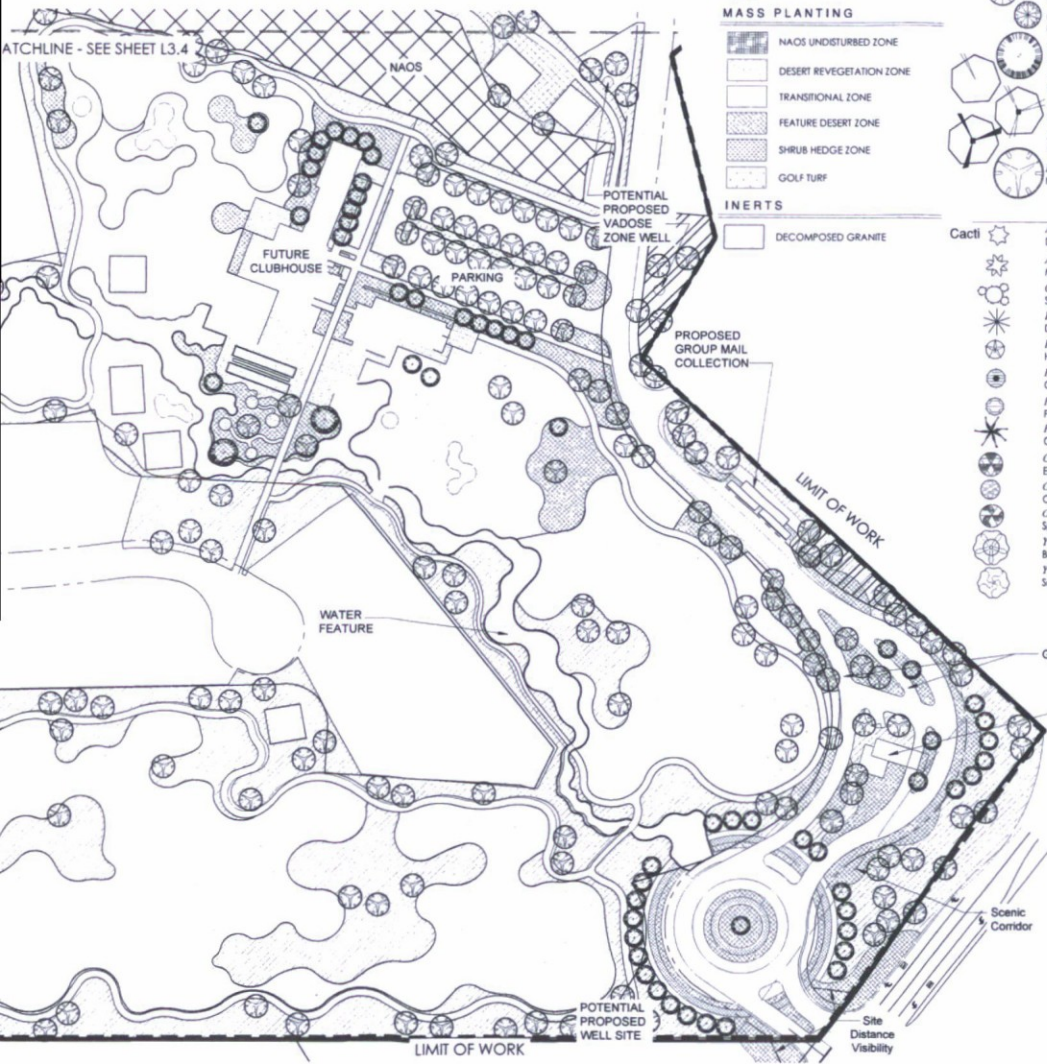 ATCHLINE - SEE SHEET L3.4
NAOS
FUTURE
CLUBHOUSE
PARKING
POTENTIAL
PROPOSED
VADOSE
ZONE WELL
PROPOSED
GROUP MAIL
COLLECTION
LIMIT OF WORK
WATER
FEATURE
Scenic
Corridor
POTENTIAL
PROPOSED
WELL SITE
Site
Distance
Visibility
LIMIT OF WORK
MASS PLANTING
NAOS UNDISTURBED ZONE
DESERT REVEGETATION ZONE
TRANSITIONAL ZONE
FEATURE DESERT ZONE
SHRUB HEDGE ZONE
GOLF TURF
INERTS
DECOMPOSED GRANITE
Cacti